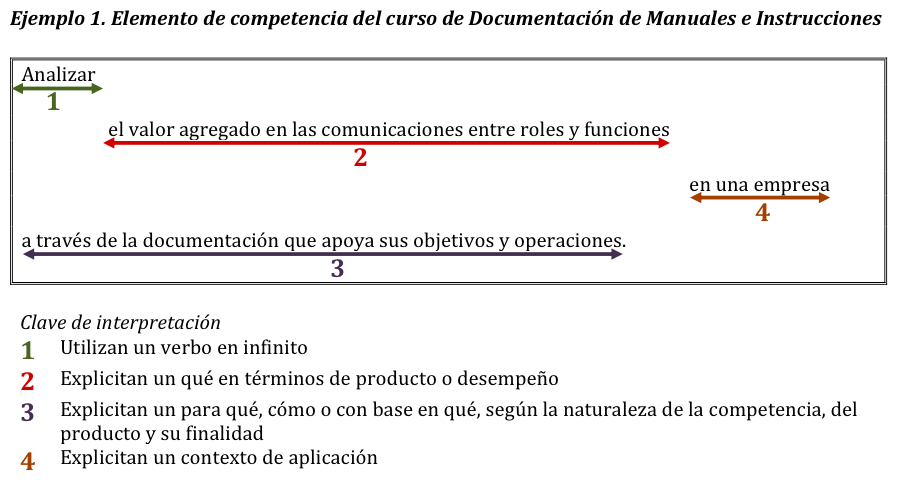 Ejemplo 1. Elemento de competencia del curso de Documentación de Manuales e Instrucciones
Analizar
1
el valor agregado en las comunicaciones entre roles y funciones
2
en una empresa
4
a través de la documentación que apoya sus objetivos y operaciones.
3
Clave de interpretación
1 Utilizan un verbo en infinito
2 Explicitan un qué en términos de producto o desempeño
3 Explicitan un para qué, cómo o con base en qué, según la naturaleza de la competencia, del
producto y su finalidad
4 Explicitan un contexto de aplicación